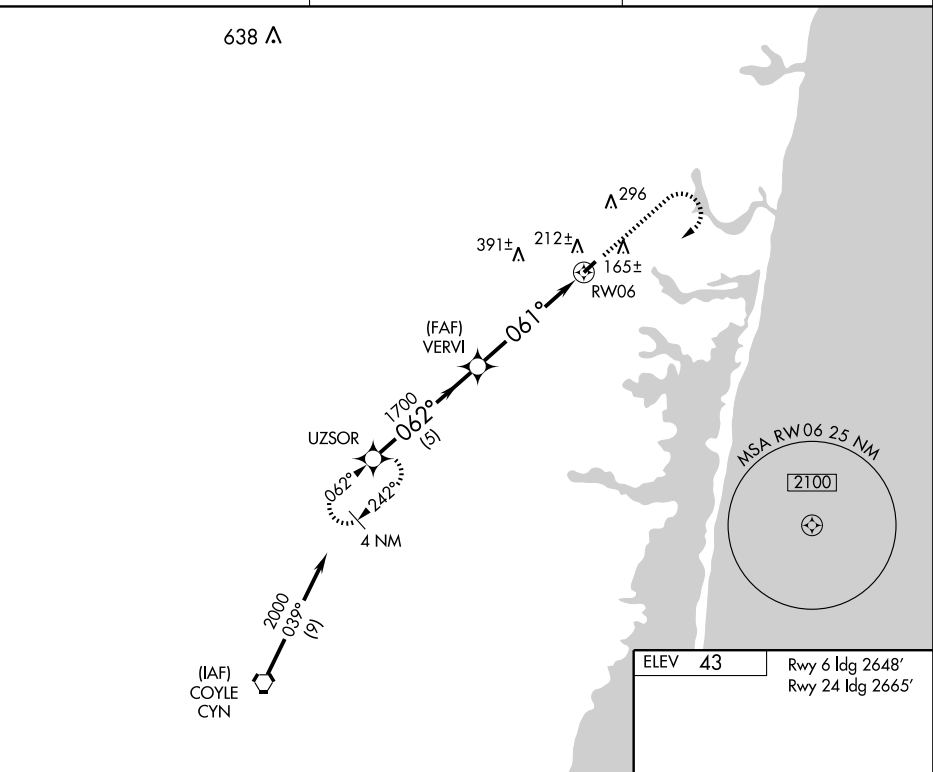 638
296
391±
212±
165±
RW06
061°
(FAF)
VERVI
1700
062°
(5)
UZSOR
062°
242°
4 NM
MSA RW06 25 NM
2100
2000
039°
(9)
(IAF)
COYLE
CYN
ELEV 43
Rwy 6 ldg 2648'
Rwy 24 ldg 2665'